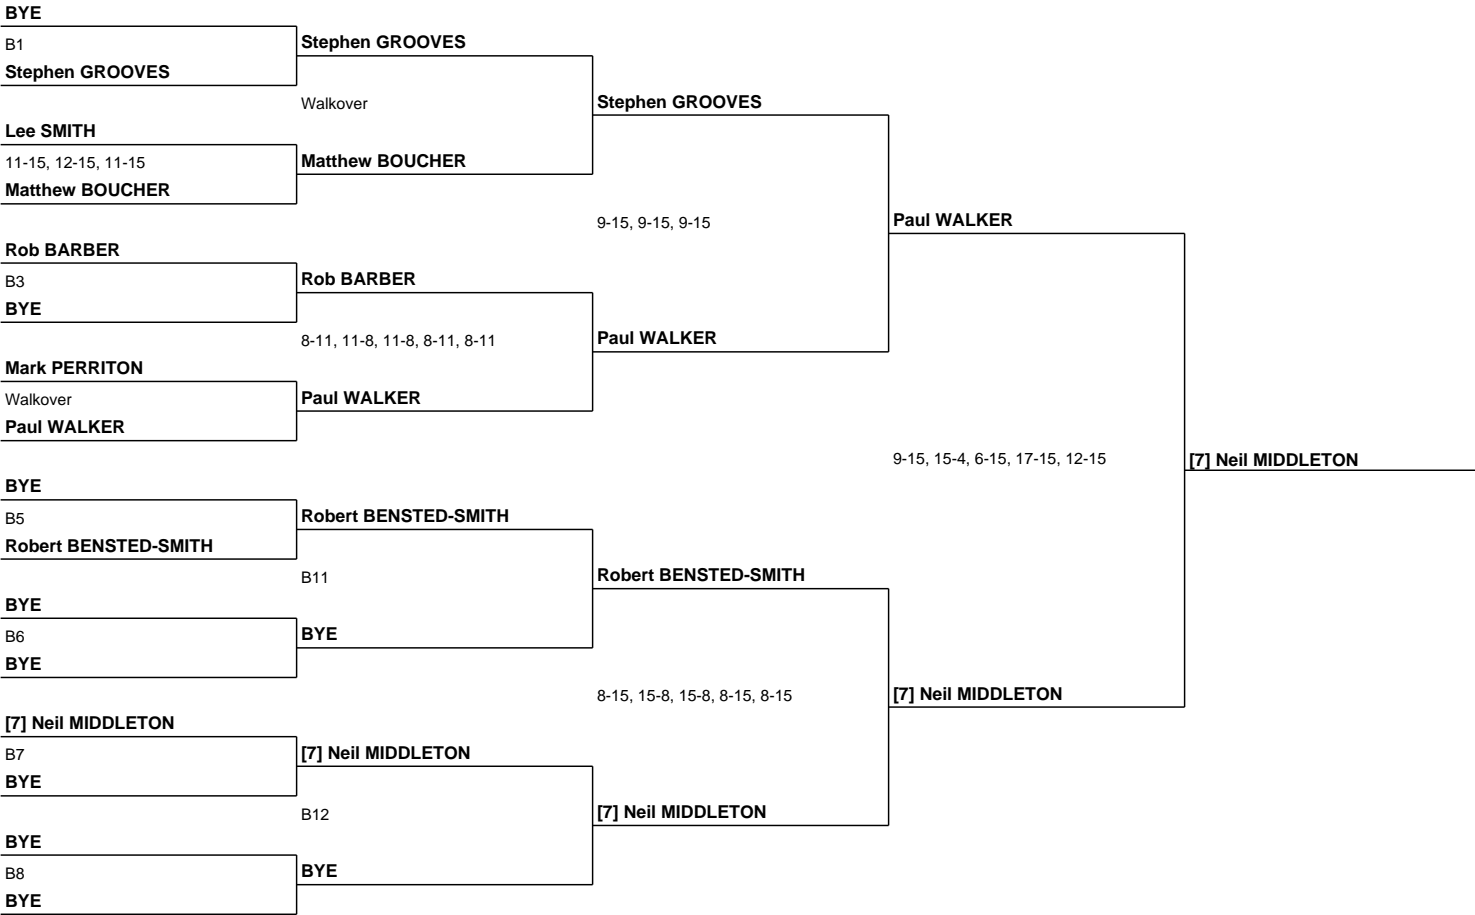 BYE
B1
Stephen GROOVES
Stephen GROOVES
Walkover
Stephen GROOVES
Lee SMITH
11-15, 12-15, 11-15
Matthew BOUCHER
Matthew BOUCHER
9-15, 9-15, 9-15
Paul WALKER
Rob BARBER
B3
BYE
Rob BARBER
8-11, 11-8, 11-8, 8-11, 8-11
Paul WALKER
Mark PERRITON
Walkover
Paul WALKER
Paul WALKER
9-15, 15-4, 6-15, 17-15, 12-15
[7] Neil MIDDLETON
BYE
B5
Robert BENSTED-SMITH
Robert BENSTED-SMITH
B11
Robert BENSTED-SMITH
BYE
B6
BYE
BYE
8-15, 15-8, 15-8, 8-15, 8-15
[7] Neil MIDDLETON
[7] Neil MIDDLETON
B7
BYE
[7] Neil MIDDLETON
B12
[7] Neil MIDDLETON
BYE
B8
BYE
BYE